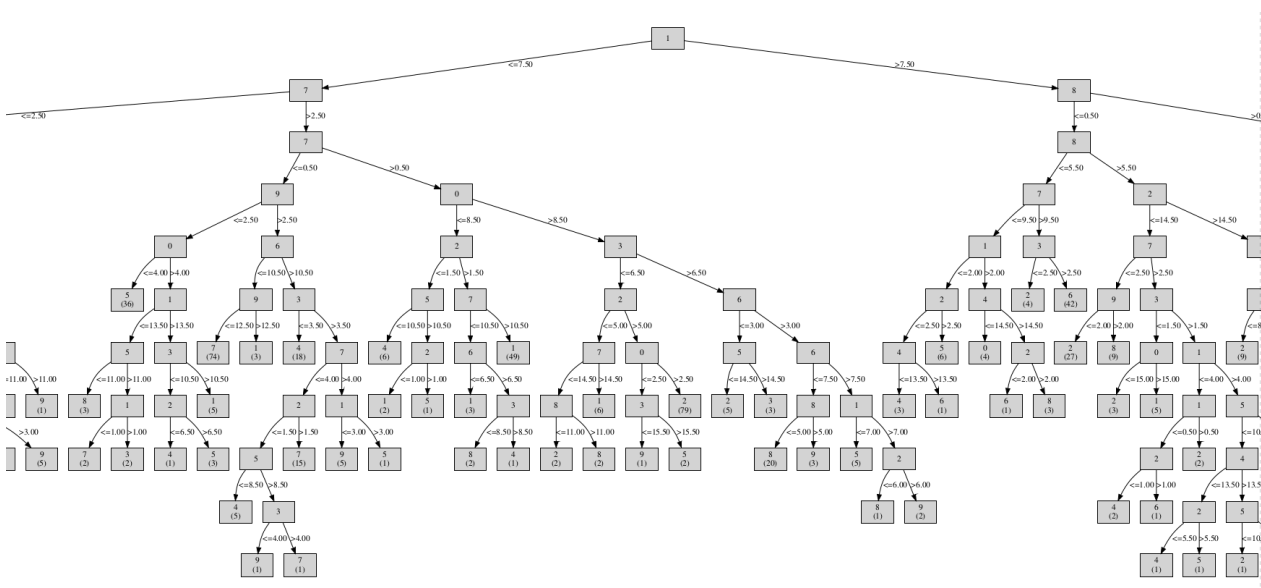 1
<=7.50 >7.50
7 8
<=2.50 >2.50 <=0.50 >0
7 8
<=0.50 >0.50 <=5.50 >5.50
9 0 7 2
<=2.50 >2.50 <=8.50 >8.50 <=9.50 >9.50 <=14.50 >14.50
0 6 2 3 1 3 7
<=4.00 >4.00 <=10.50 >10.50 <=1.50 >1.50 <=6.50 >6.50 <=2.00 >2.00 <=2.50 >2.50 <=2.50 >2.50
5 1 9 3 5 7 2 6 2 4 2 6 9 3
(36) (4) (42)
<=13.50 >13.50 <=12.50 >12.50 <=3.50 >3.50 <=10.50 >10.50 <=10.50 >10.50 <=5.00 >5.00 <=3.00 >3.00 <=2.50 >2.50 <=14.50 >14.50 <=2.00 >2.00 <=1.50 >1.50 <=8
5 3 7 1 4 7 4 2 6 1 7 0 5 6 4 5 0 2 2 8 0 1 2
(74) (3) (18) (6) (49) (6) (4) (27) (9) (9)
<=11.00 >11.00 <=11.00 >11.00 <=10.50 >10.50 <=4.00 >4.00 <=1.00 >1.00 <=6.50 >6.50 <=14.50 >14.50 <=2.50 >2.50 <=14.50 >14.50 <=7.50 >7.50 <=13.50 >13.50 <=2.00 >2.00 <=15.00 >15.00 <=4.00 >4.00
9 8 1 2 1 2 1 1 5 1 3 8 1 3 2 2 3 8 1 4 6 6 8 2 1 1 5
(1) (3) (5) (2) (1) (3) (6) (79) (5) (3) (3) (1) (1) (3) (3) (5)
>3.00 <=1.00 >1.00 <=6.50 >6.50 <=1.50 >1.50 <=3.00 >3.00 <=8.50 >8.50 <=11.00 >11.00 <=15.50 >15.50 <=5.00 >5.00 <=7.00 >7.00 <=0.50 >0.50 <=10.
9 7 3 4 5 5 7 9 5 8 4 2 8 9 5 8 9 5 2 2 2 4
(5) (2) (2) (1) (3) (15) (5) (1) (2) (1) (2) (2) (1) (2) (20) (3) (5) (2)
<=8.50 >8.50 <=6.00 >6.00 <=1.00 >1.00 <=13.50 >13.5
4 3 8 9 4 6 2 5
(5) (1) (2) (2) (1)
<=4.00 >4.00 <=5.50 >5.50 <=10.
9 7 4 5 2
(1) (1) (1) (1) (1)